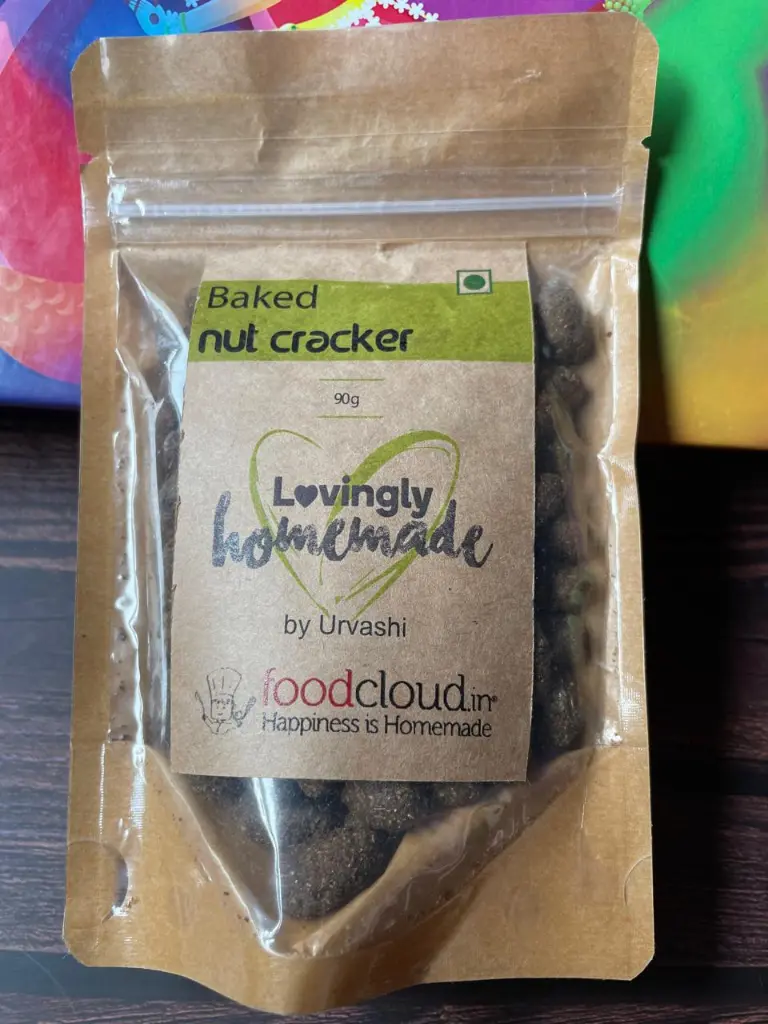 Baked
nut cracker
90g
Lovingly
homemade
by Urvashi
foodcloud.in®
Happiness is Homemade